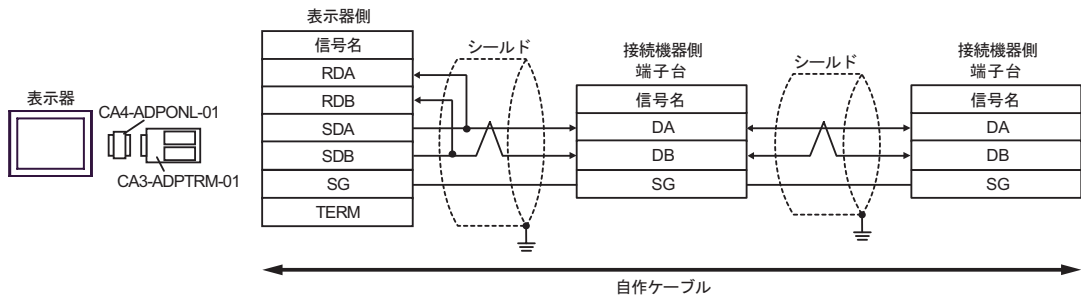 表示器
CA4-ADPONL-01
CA3-ADPTRM-01
表示器側
信号名
RDA
RDB
SDA
SDB
SG
TERM
シールド
接続機器側
端子台
信号名
DA
DB
SG
シールド
接続機器側
端子台
信号名
DA
DB
SG
自作ケーブル